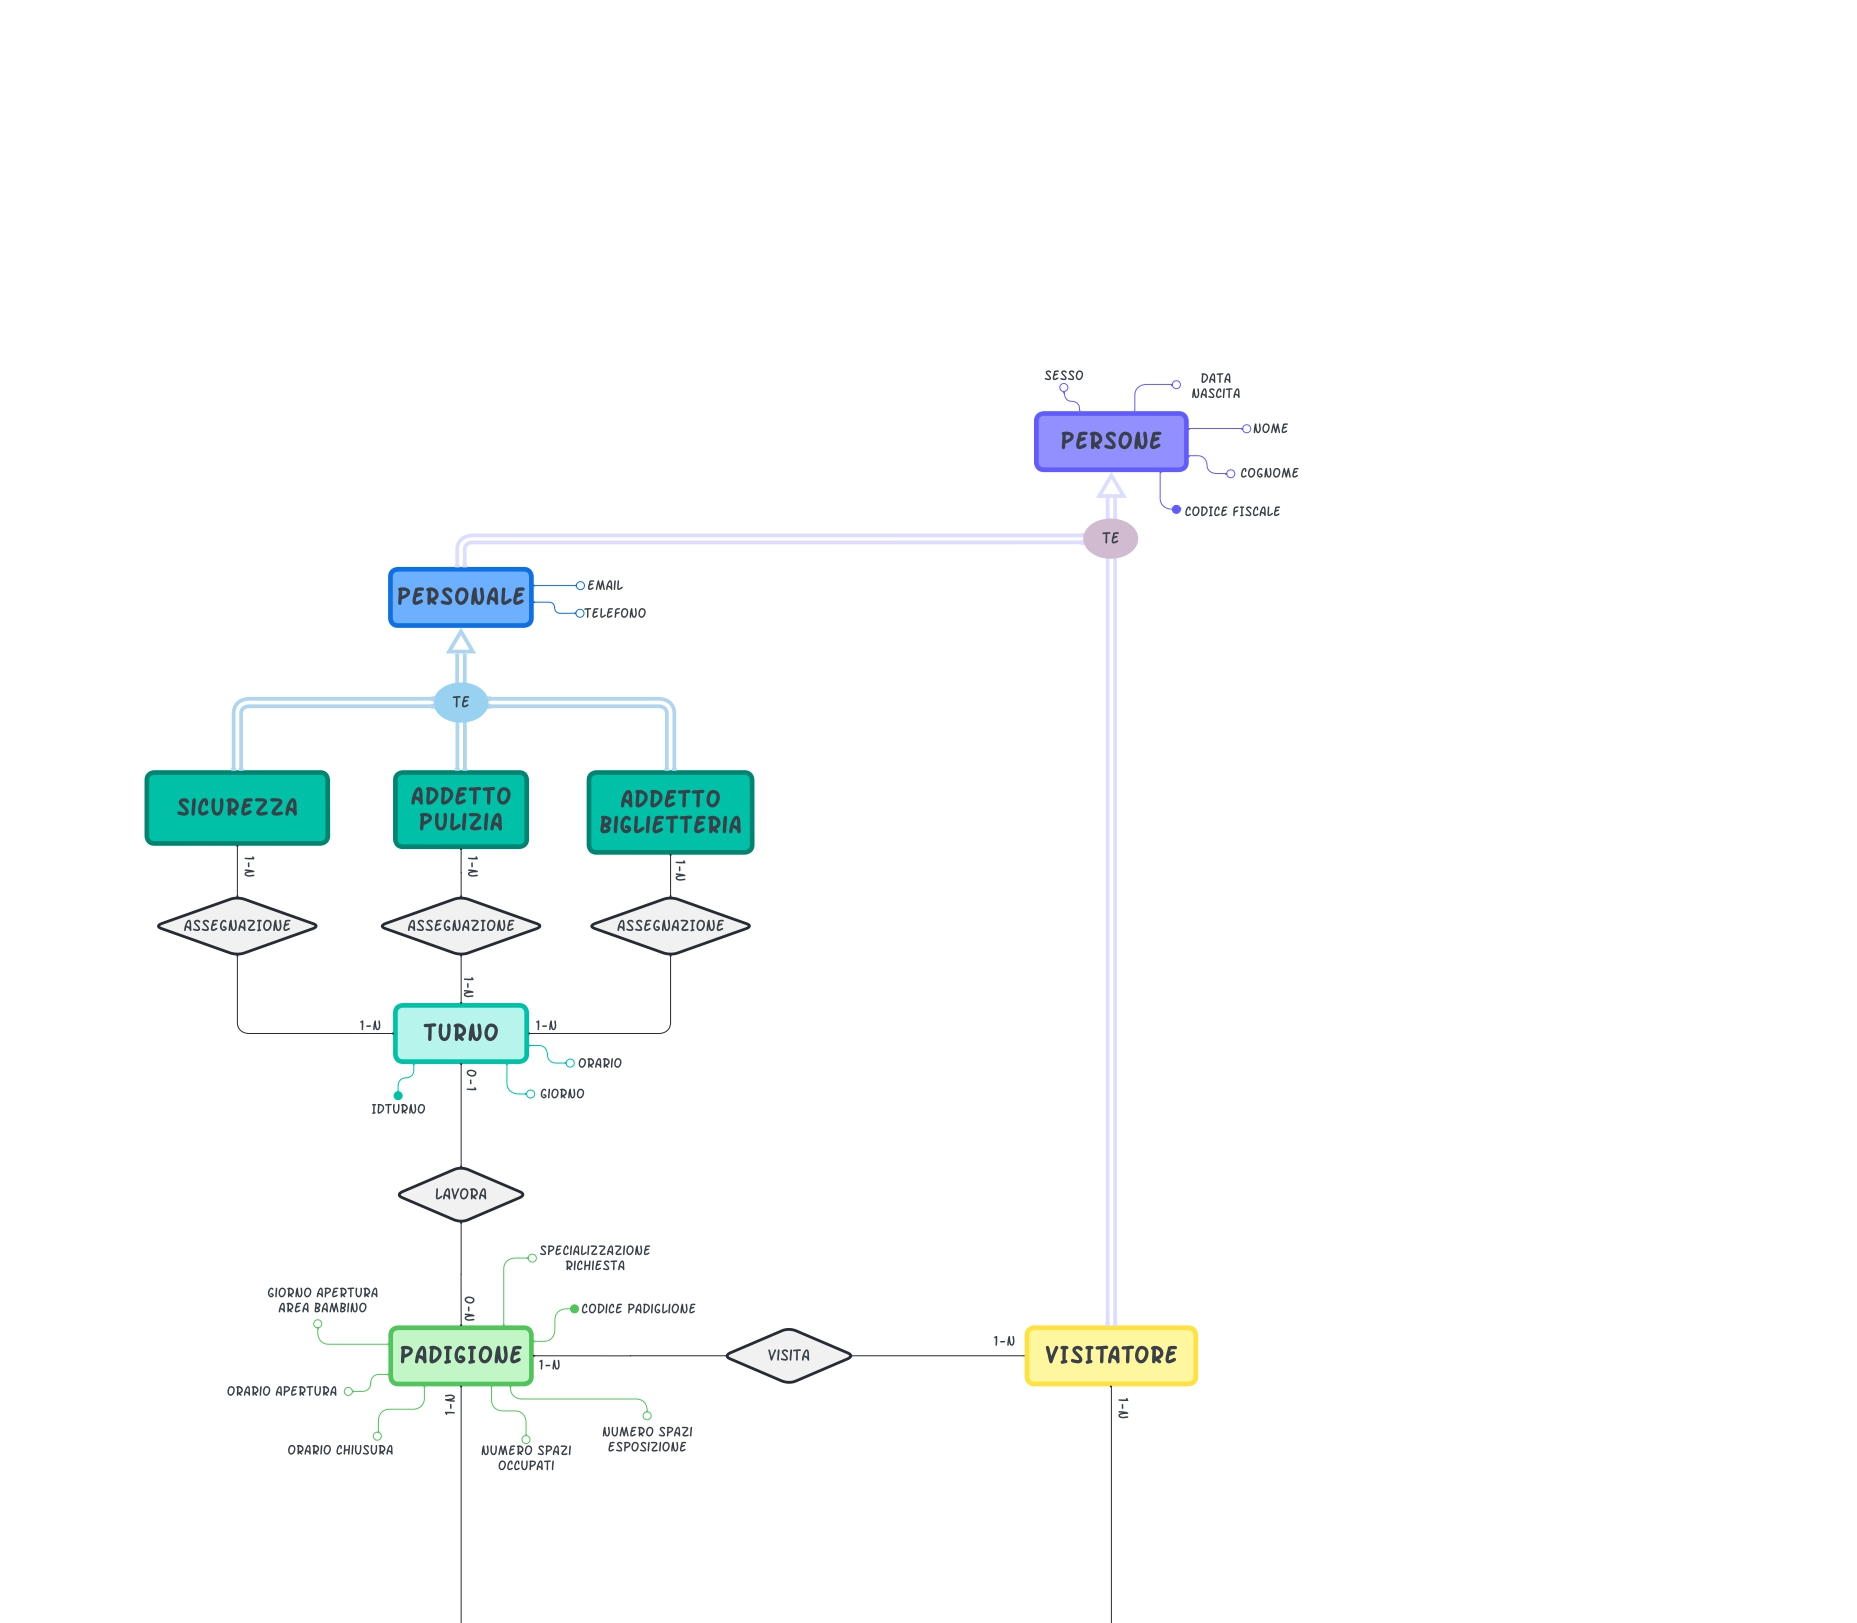 SESSO
DATA
NASCITA
PERSONE
NOME
COGNOME
CODICE FISCALE
TE
PERSONALE
EMAIL
TELEFONO
TE
SICUREZZA
ADDETTO
PULIZIA
ADDETTO
BIGLIETTERIA
1-N
1-N
1-N
ASSEGNAZIONE
ASSEGNAZIONE
ASSEGNAZIONE
1-N
1-N
TURNO
1-N
ORARIO
0-1
GIORNO
IDTURNO
LAVORA
SPECIALIZZAZIONE
RICHIESTA
GIORNO APERTURA
AREA BAMBINO
0-N
CODICE PADIGLIONE
PADIGIONE
1-N
VISITA
1-N
VISITATORE
ORARIO APERTURA
1-N
1-N
ORARIO CHIUSURA
NUMERO SPAZI
OCCUPATI
NUMERO SPAZI
ESPOSIZIONE